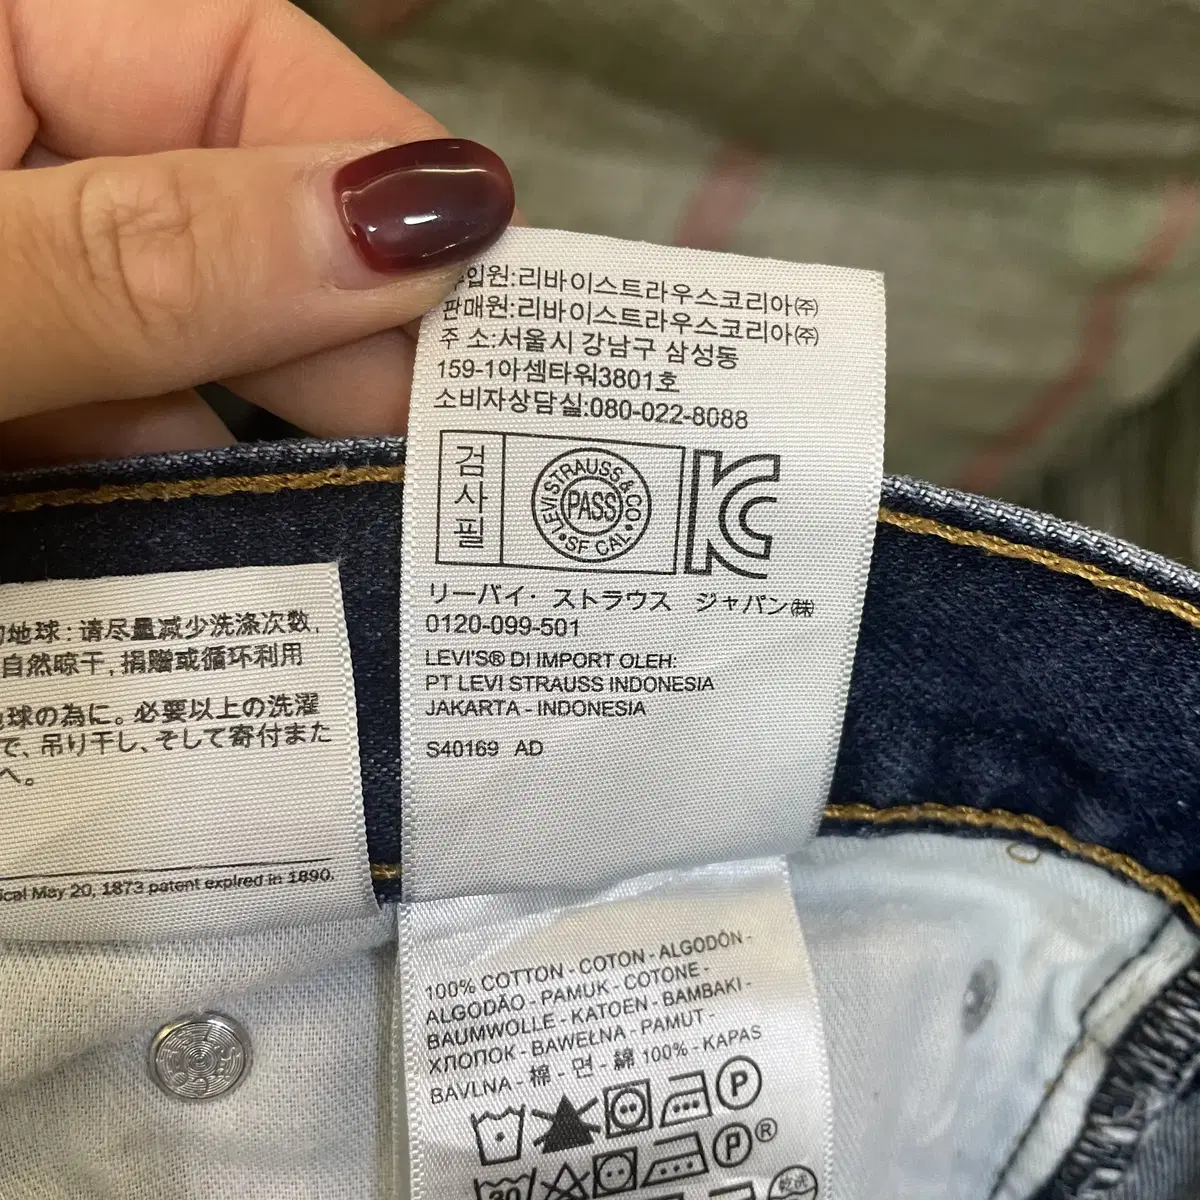 입원:리바이스트라우스코리아㈜
판매원:리바이스트라우스코리아㈜
주 소:서울시 강남구 삼성동
159-1아셈타워3801호
소비자상담실:080-022-8088
검사필
LEVI STRAUSS & CO
PASS
SF CAL
リーバイ・ストラウス ジャパン㈱
0120-099-501
LEVI'S® DI IMPORT OLEH:
PT LEVI STRAUSS INDONESIA
JAKARTA - INDONESIA
S40169 AD
地球:请尽量减少洗涤次数,
自然晾干,捐赠或循环利用
球の為に。必要以上の洗濯
で、吊り干し、そして寄付また
へ。
May 20, 1873 patent expired in 1890.
100% COTTON - COTON - ALGODÓN -
ALGODÃO - PAMUK - COTONE -
BAUMWOLLE - KATOEN - BAMBAKI -
ХЛОПОК - BAWEŁNA - PAMUT -
BAVLNA - 棉 - 면 - 綿 100% - KAPAS
P
P®
30
乾洗